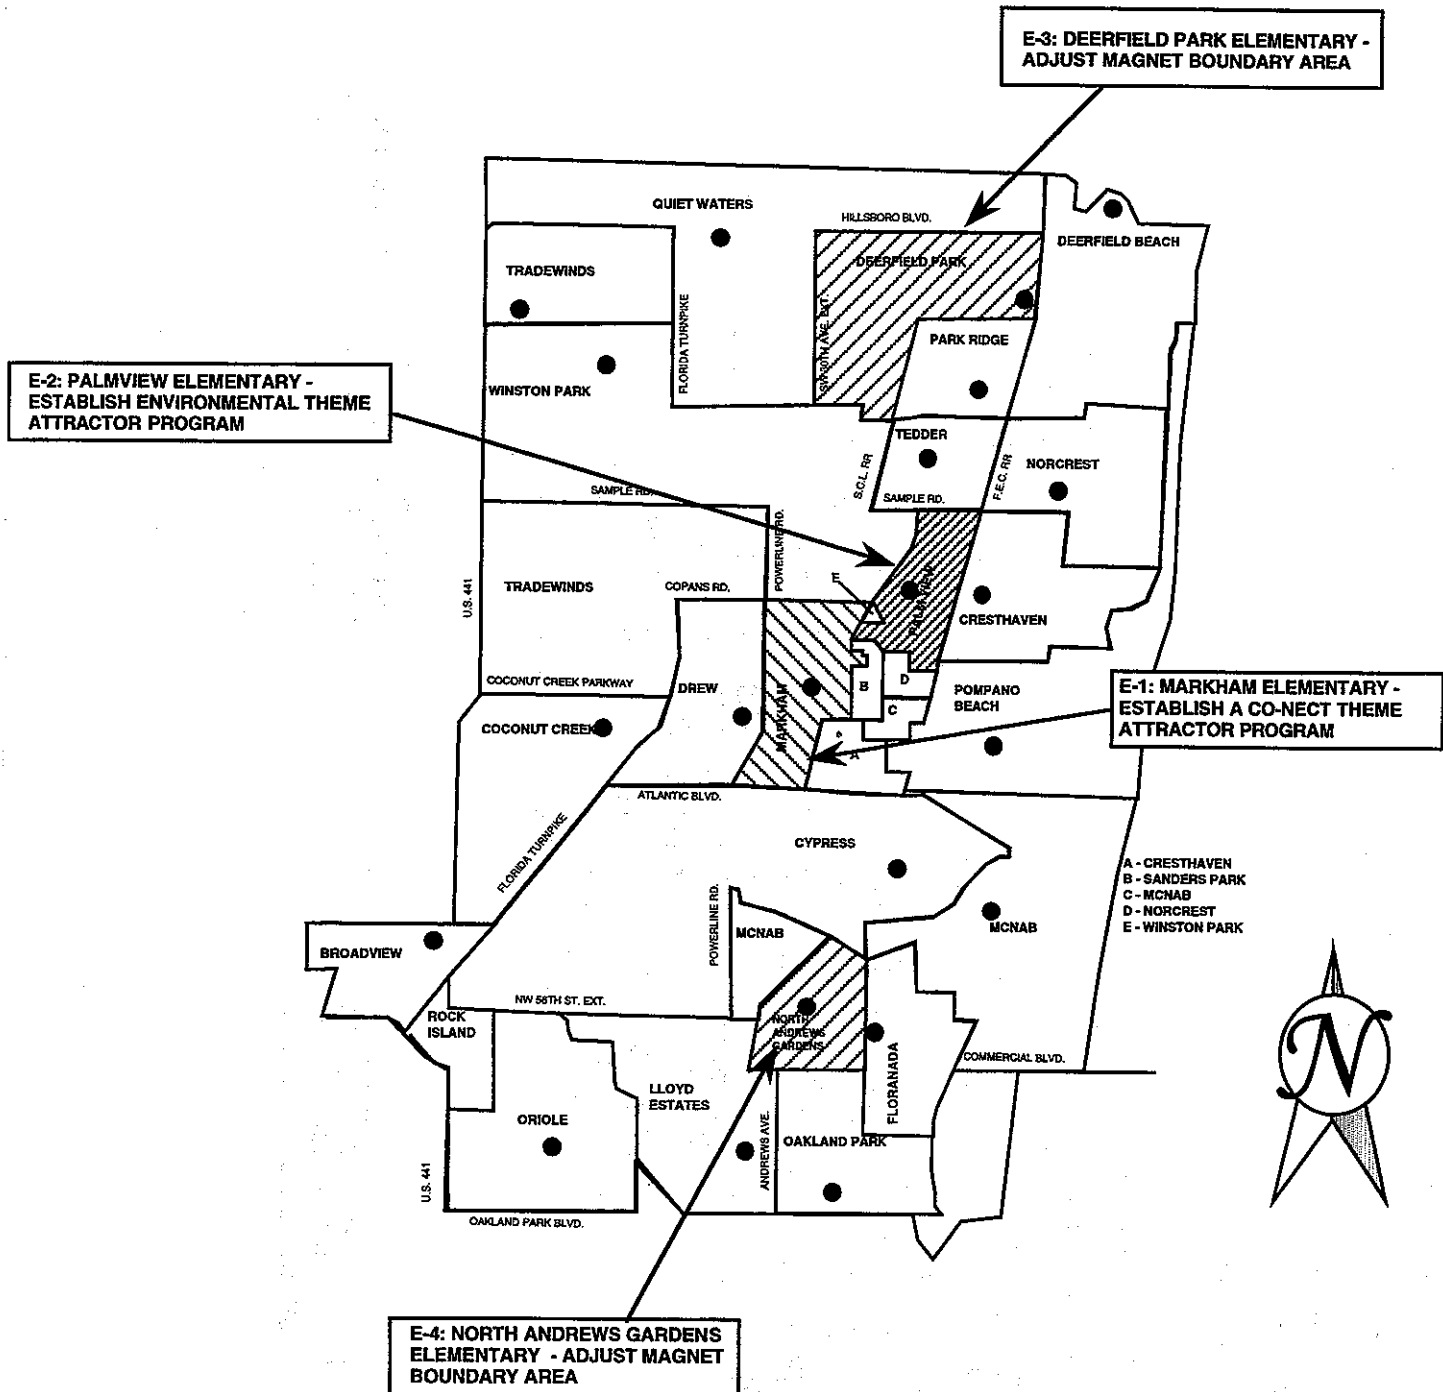 E-3: DEERFIELD PARK ELEMENTARY -
ADJUST MAGNET BOUNDARY AREA
QUIET WATERS
HILLSBORO BLVD.
DEERFIELD BEACH
DEERFIELD PARK
TRADEWINDS
FLORIDA TURNPIKE
SW 30TH AVE. EXT.
PARK RIDGE
E-2: PALMVIEW ELEMENTARY -
ESTABLISH ENVIRONMENTAL THEME
ATTRACTOR PROGRAM
WINSTON PARK
TEDDER
S.C.L. RR
F.E.C. RR
NORCREST
SAMPLE RD.
SAMPLE RD.
POWERLINE RD.
U.S. 441
TRADEWINDS
COPANS RD.
E
PALMVIEW
CRESTHAVEN
COCONUT CREEK PARKWAY
DREW
MARKHAM
B
D
C
A
POMPANO
BEACH
E-1: MARKHAM ELEMENTARY -
ESTABLISH A CO-NECT THEME
ATTRACTOR PROGRAM
COCONUT CREEK
ATLANTIC BLVD.
FLORIDA TURNPIKE
CYPRESS
A - CRESTHAVEN
B - SANDERS PARK
C - MCNAB
D - NORCREST
E - WINSTON PARK
POWERLINE RD.
MCNAB
MCNAB
BROADVIEW
NW 56TH ST. EXT.
ROCK
ISLAND
NORTH
ANDREWS
GARDENS
FLORANADA
COMMERCIAL BLVD.
N
LLOYD
ESTATES
ORIOLE
ANDREWS AVE.
OAKLAND PARK
U.S. 441
OAKLAND PARK BLVD.
E-4: NORTH ANDREWS GARDENS
ELEMENTARY - ADJUST MAGNET
BOUNDARY AREA